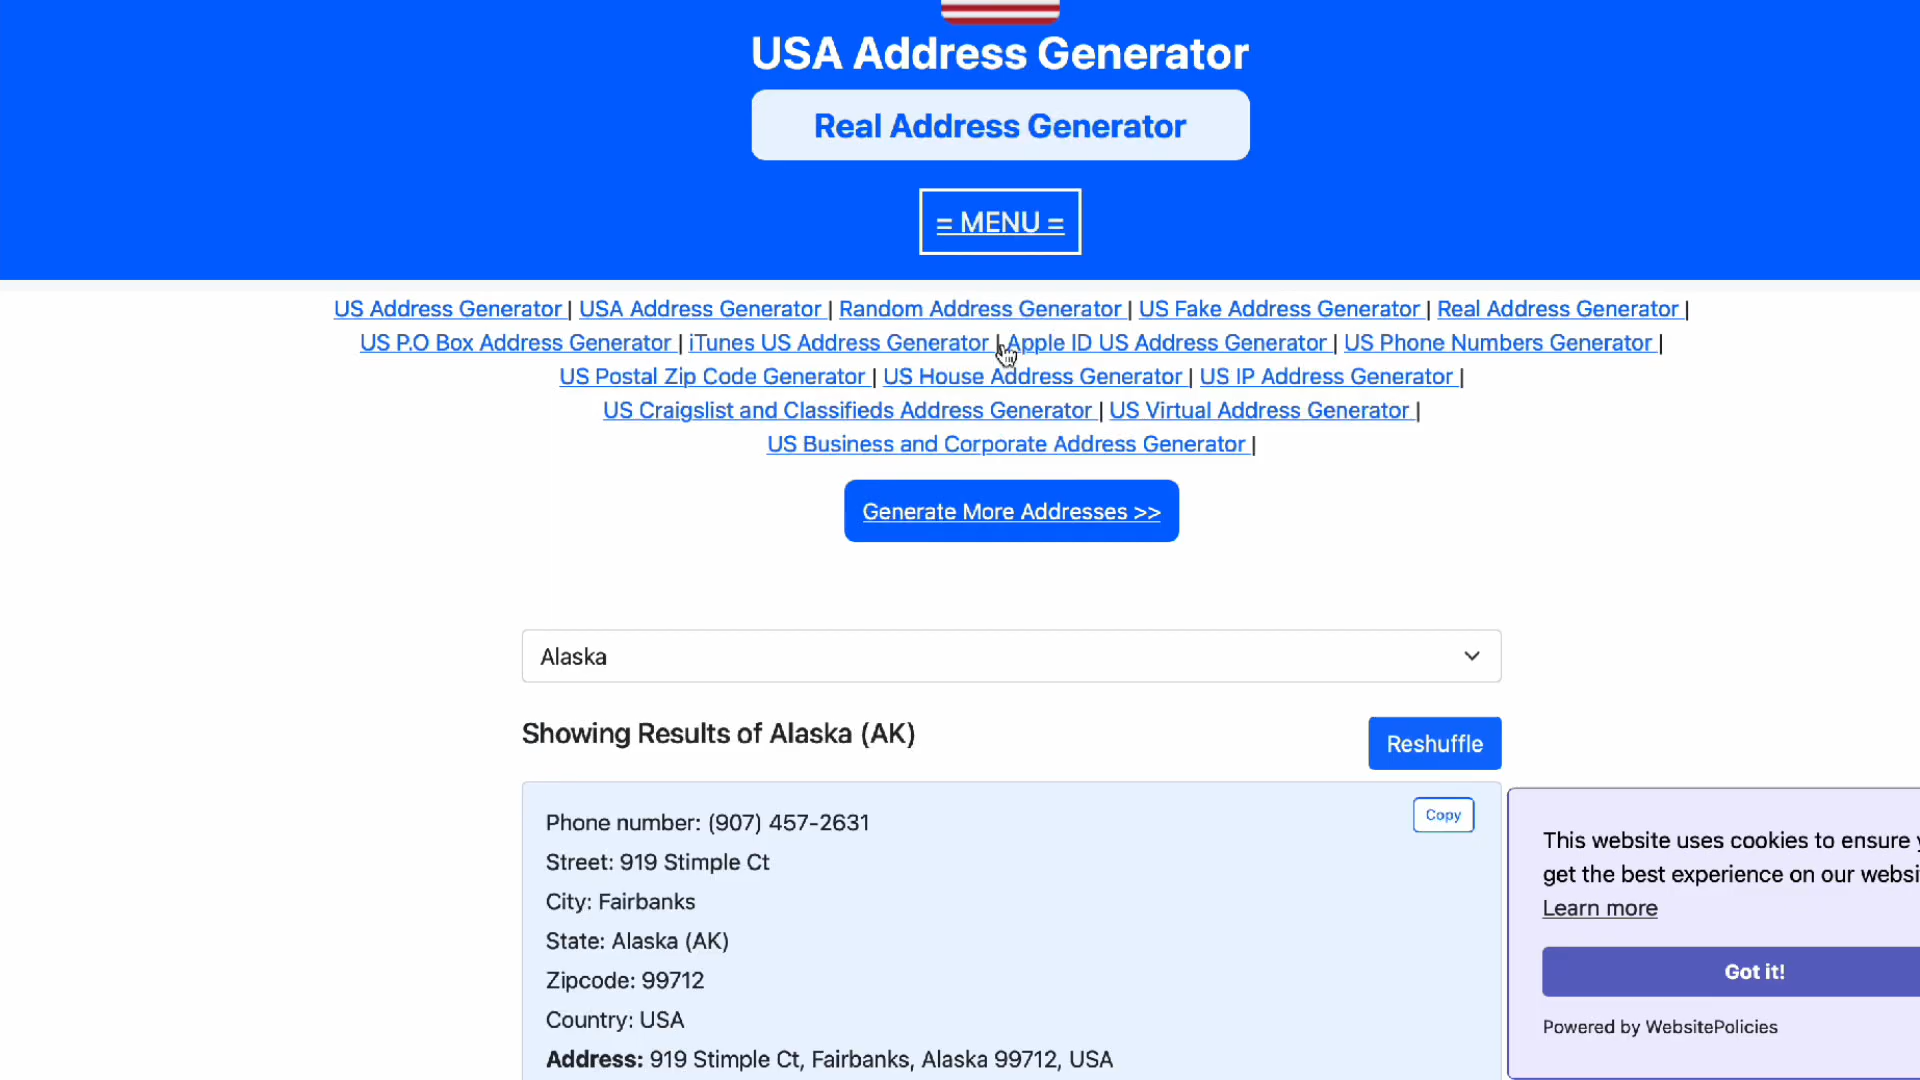 USA Address Generator
Real Address Generator
= MENU =
US Address Generator | USA Address Generator | Random Address Generator | US Fake Address Generator | Real Address Generator |
US P.O Box Address Generator | iTunes US Address Generator | Apple ID US Address Generator | US Phone Numbers Generator |
US Postal Zip Code Generator | US House Address Generator | US IP Address Generator |
US Craigslist and Classifieds Address Generator | US Virtual Address Generator |
US Business and Corporate Address Generator |
Generate More Addresses >>
Alaska
Showing Results of Alaska (AK)
Reshuffle
Phone number: (907) 457-2631
Copy
Street: 919 Stimple Ct
City: Fairbanks
State: Alaska (AK)
Zipcode: 99712
Country: USA
Address: 919 Stimple Ct, Fairbanks, Alaska 99712, USA
This website uses cookies to ensure
get the best experience on our
Learn more
Got it!
Powered by WebsitePolicies